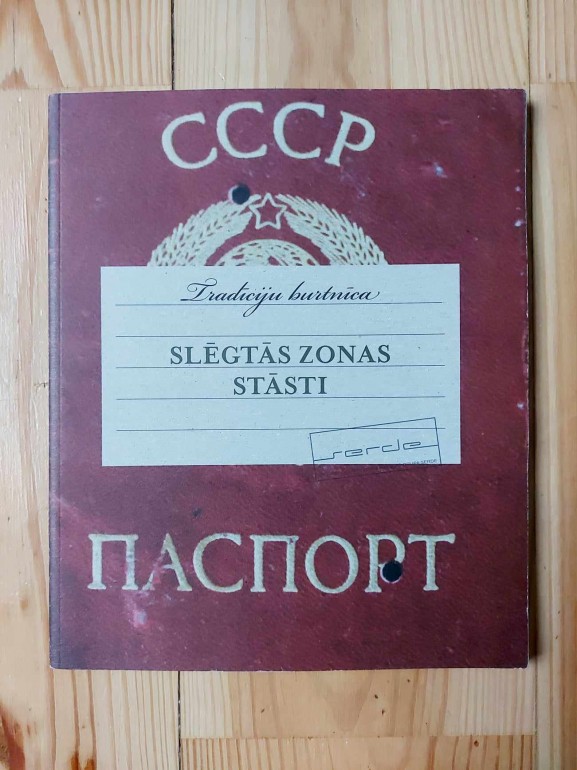 СССР
Tradīciju burtnīca
SLĒGTĀS ZONAS
STĀSTI
serde
ПАСПОРТ